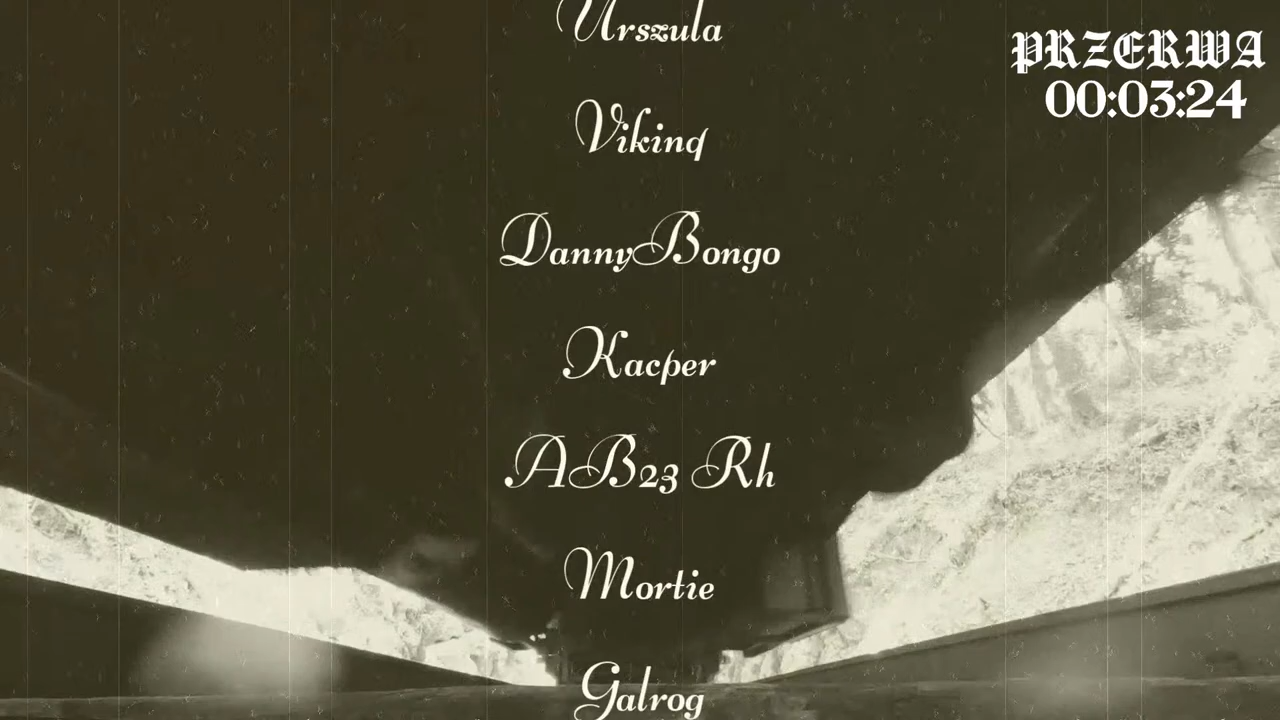 Urszula
PRZERWA
00:03:24
Viking
DannyBongo
Kacper
AB23 Rh
Mortie
Galrog